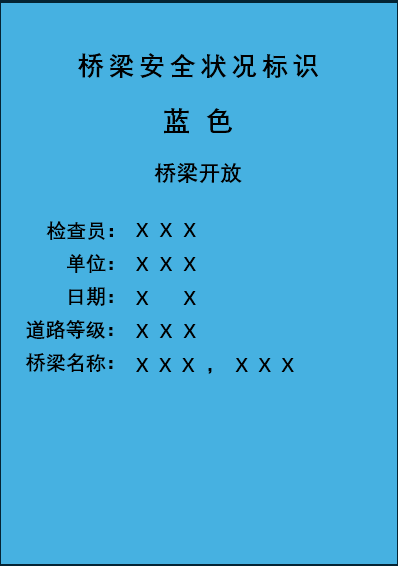 桥梁安全状况标识
蓝色
桥梁开放
检查员： X X X
单位： X X X
日期： X X
道路等级： X X X
桥梁名称： X X X ， X X X